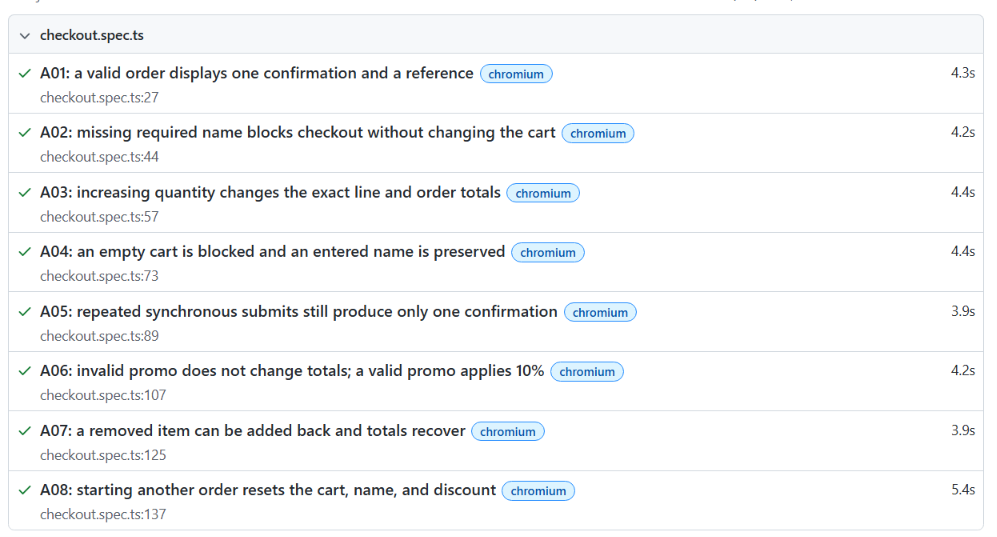 checkout.spec.ts
A01: a valid order displays one confirmation and a reference chromium 4.3s
checkout.spec.ts:27
A02: missing required name blocks checkout without changing the cart chromium 4.2s
checkout.spec.ts:44
A03: increasing quantity changes the exact line and order totals chromium 4.4s
checkout.spec.ts:57
A04: an empty cart is blocked and an entered name is preserved chromium 4.4s
checkout.spec.ts:73
A05: repeated synchronous submits still produce only one confirmation chromium 3.9s
checkout.spec.ts:89
A06: invalid promo does not change totals; a valid promo applies 10% chromium 4.2s
checkout.spec.ts:107
A07: a removed item can be added back and totals recover chromium 3.9s
checkout.spec.ts:125
A08: starting another order resets the cart, name, and discount chromium 5.4s
checkout.spec.ts:137